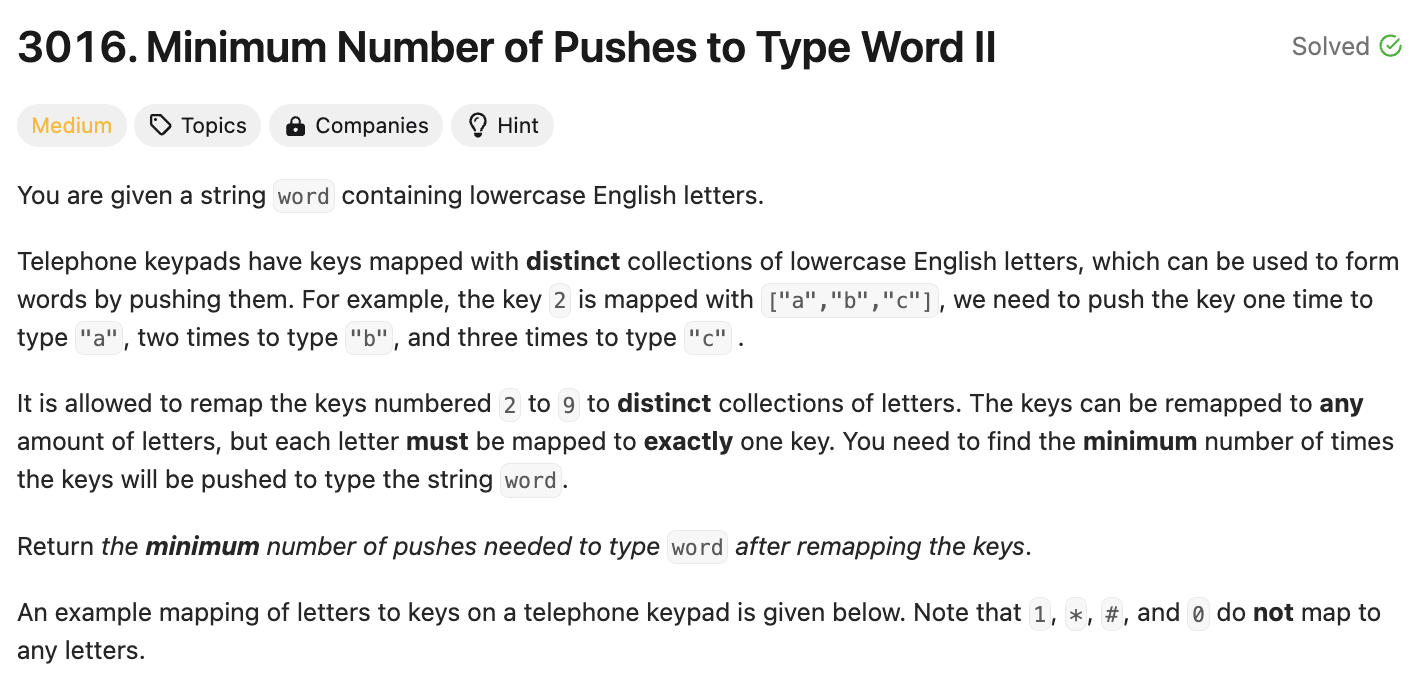 3016. Minimum Number of Pushes to Type Word II
Solved
Medium
Topics
Companies
Hint
You are given a string word containing lowercase English letters.
Telephone keypads have keys mapped with distinct collections of lowercase English letters, which can be used to form
words by pushing them. For example, the key 2 is mapped with ["a","b","c"], we need to push the key one time to
type "a", two times to type "b", and three times to type "c" .
It is allowed to remap the keys numbered 2 to 9 to distinct collections of letters. The keys can be remapped to any
amount of letters, but each letter must be mapped to exactly one key. You need to find the minimum number of times
the keys will be pushed to type the string word.
Return the minimum number of pushes needed to type word after remapping the keys.
An example mapping of letters to keys on a telephone keypad is given below. Note that 1, *, #, and 0 do not map to
any letters.